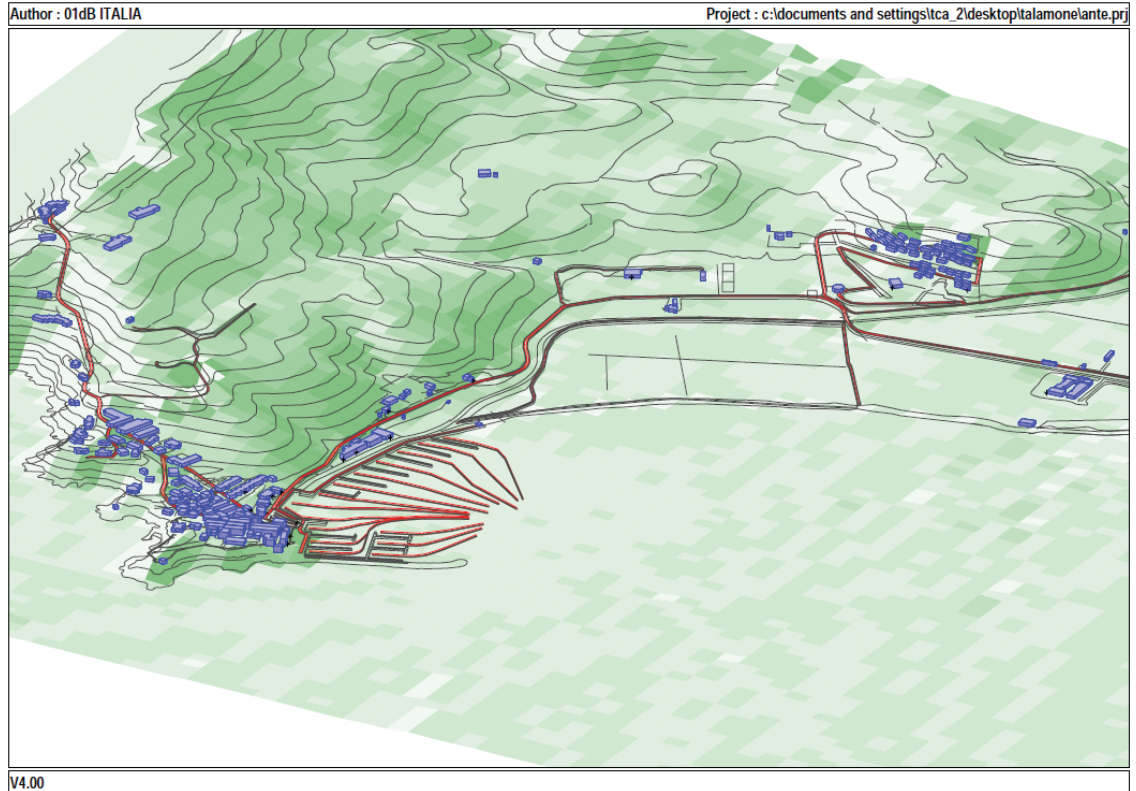 Author : 01dB ITALIA
Project : c:\documents and settings\tca_2\desktop\talamone\ante.prj
V4.00